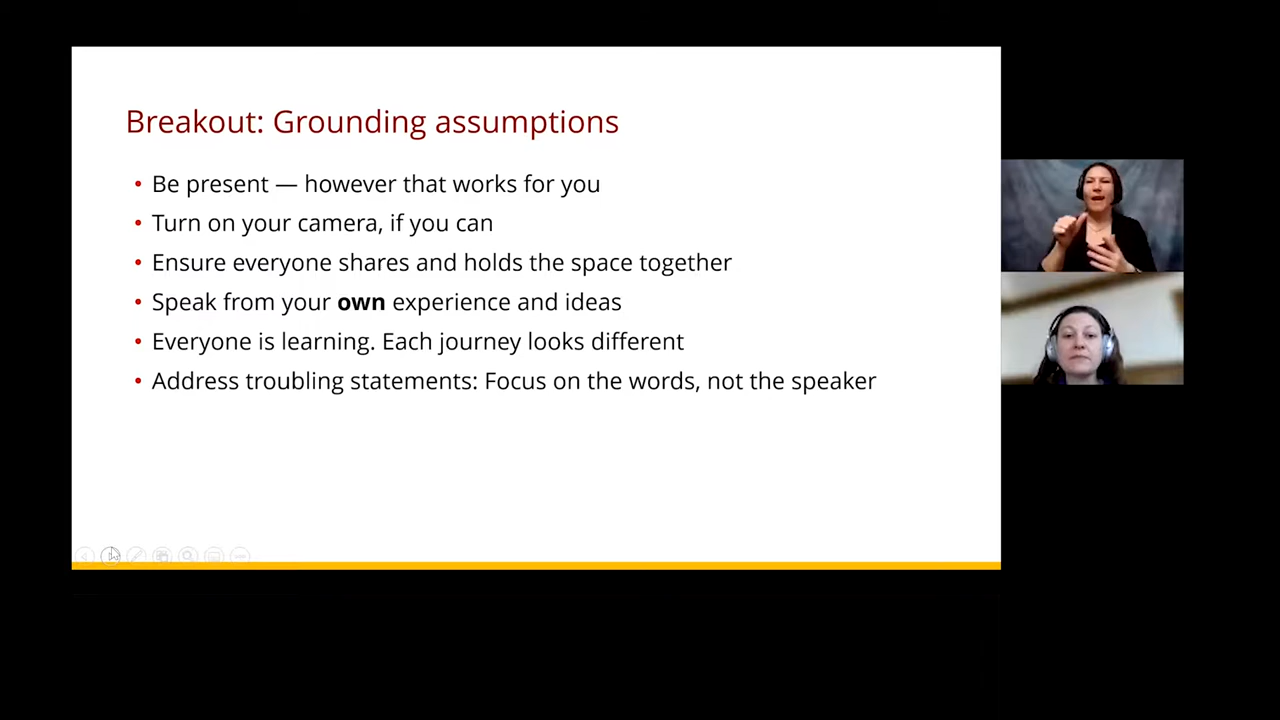 Breakout: Grounding assumptions
• Be present — however that works for you
• Turn on your camera, if you can
• Ensure everyone shares and holds the space together
• Speak from your own experience and ideas
• Everyone is learning. Each journey looks different
• Address troubling statements: Focus on the words, not the speaker